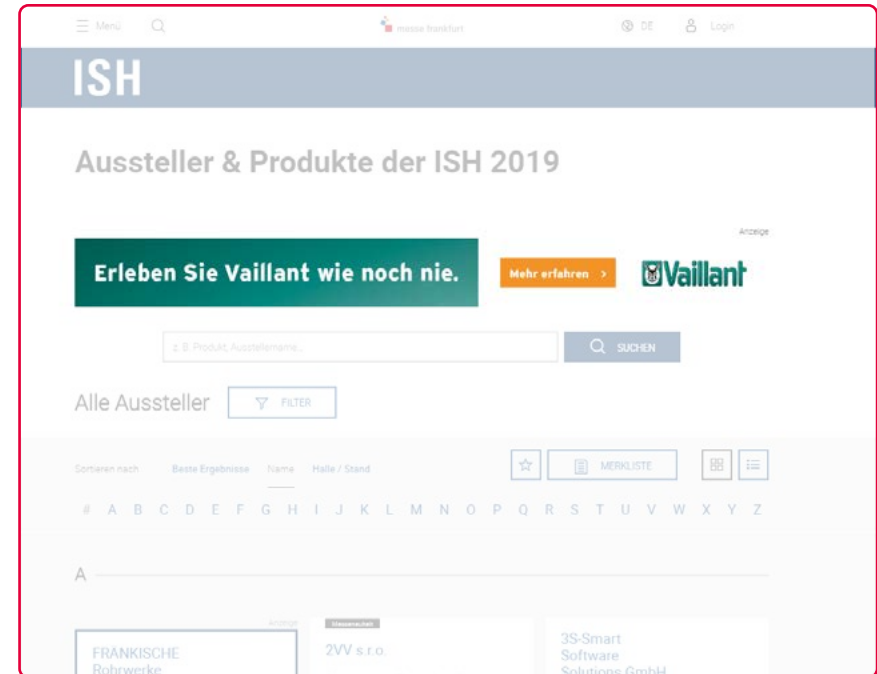 Menü
messe frankfurt
DE
Login
ISH
Aussteller & Produkte der ISH 2019
Anzeige
Erleben Sie Vaillant wie noch nie.
Mehr erfahren >
Vaillant
z. B. Produkt, Ausstellername...
SUCHEN
Alle Aussteller
FILTER
Sortieren nach Beste Ergebnisse Name Halle / Stand
MERKLISTE
# A B C D E F G H I J K L M N O P Q R S T U V W X Y Z
A
Anzeige
FRÄNKISCHE
Rohrwerke
Messeneuheit
2VV s.r.o.
3S-Smart
Software
Solutions GmbH